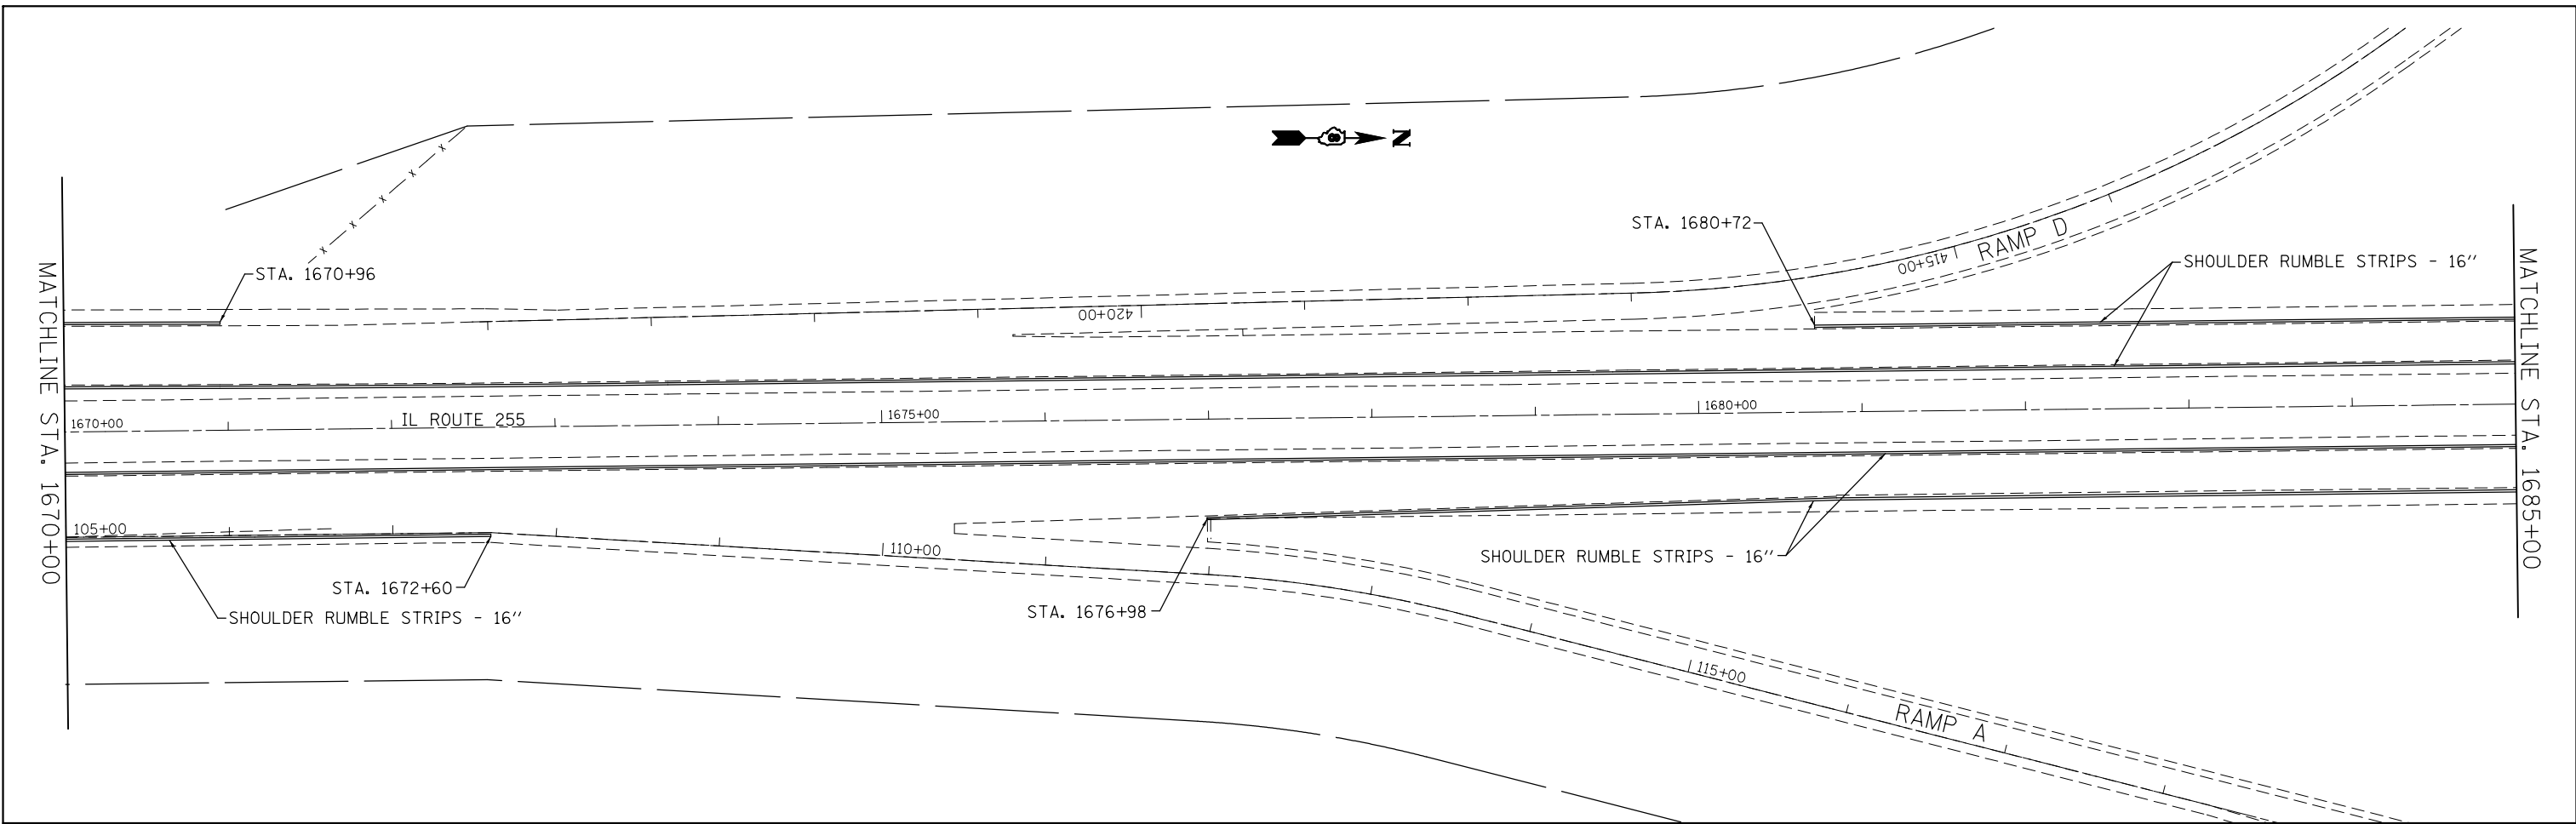 N
STA. 1680+72
RAMP D
415+00
STA. 1670+96
SHOULDER RUMBLE STRIPS - 16"
MATCHLINE STA. 1670+00
MATCHLINE STA. 1685+00
420+00
1670+00
IL ROUTE 255
1675+00
1680+00
105+00
110+00
STA. 1672+60
SHOULDER RUMBLE STRIPS - 16"
STA. 1676+98
SHOULDER RUMBLE STRIPS - 16"
115+00
RAMP A